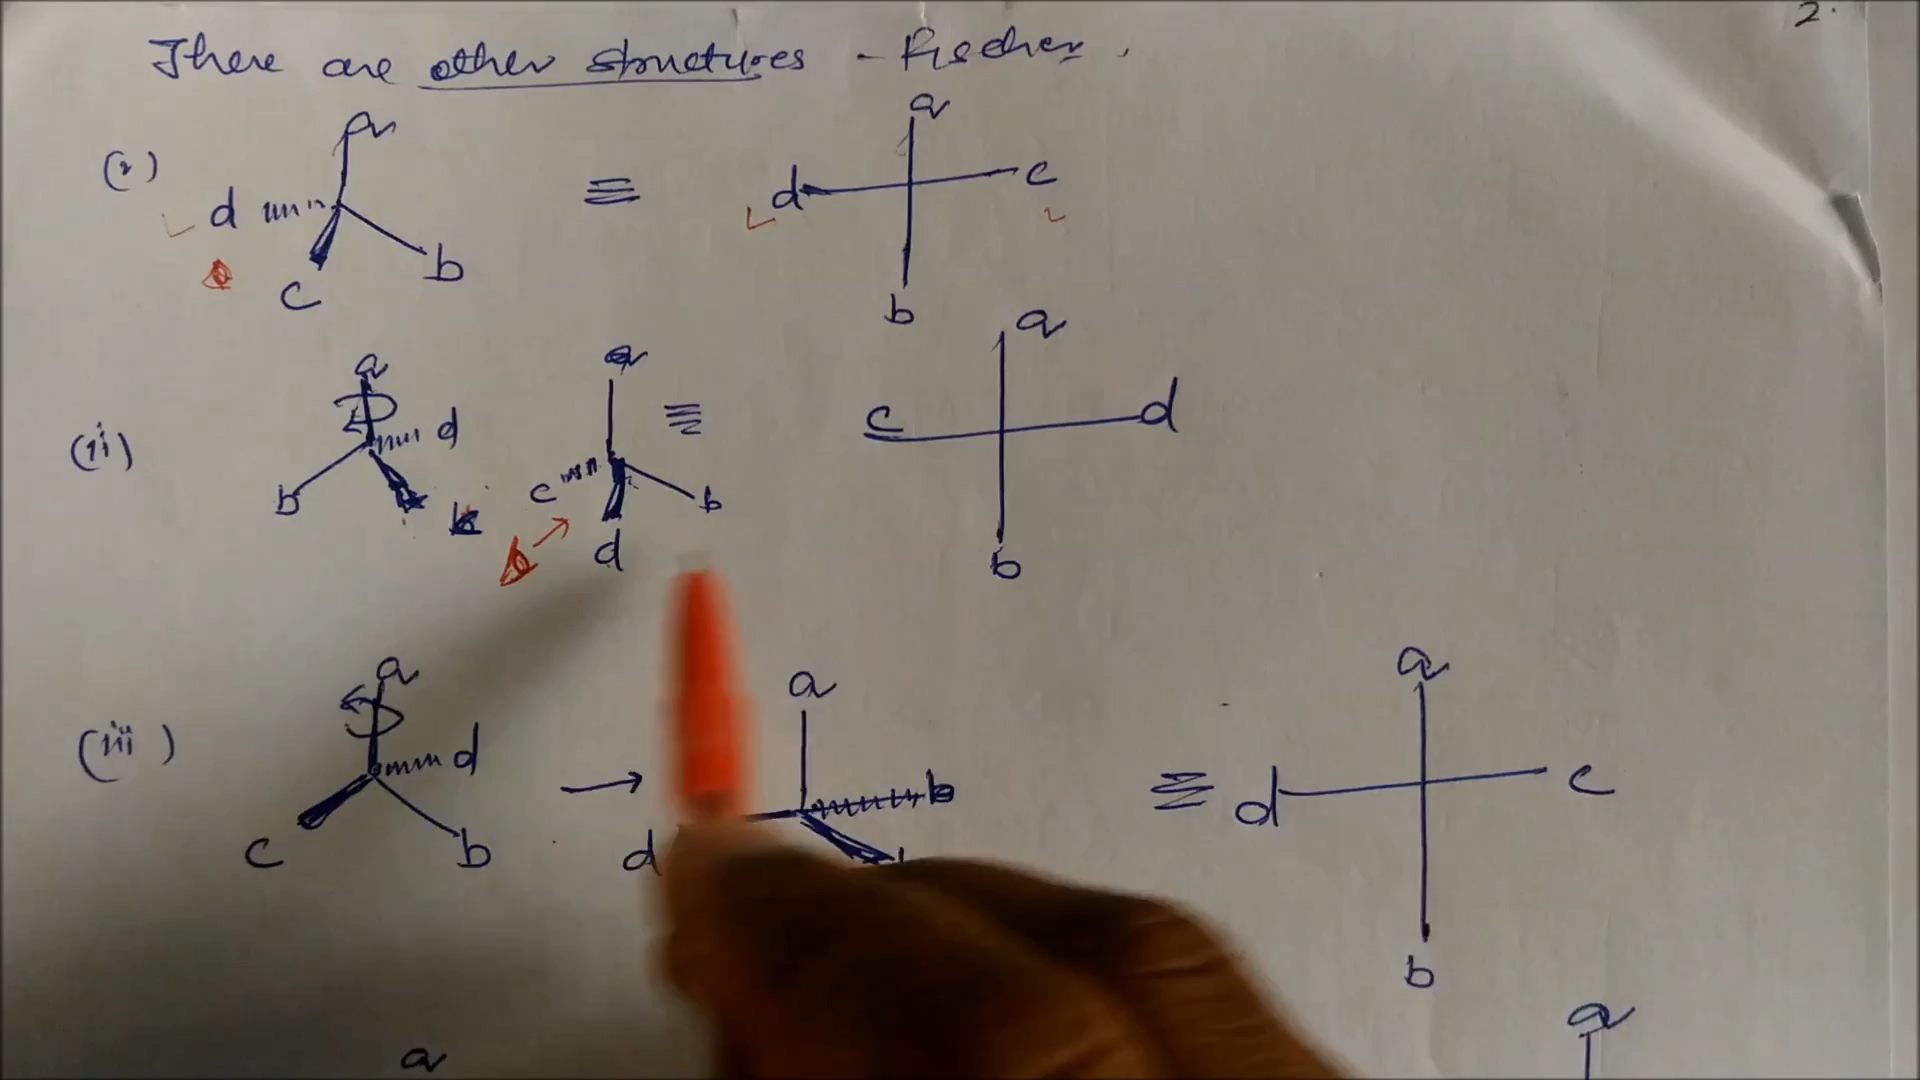 2.
There are other structures - Fischer.
(i)
a
d
c
b
≡
a
d
c
b
(ii)
a
d
b
a
c
b
d
≡
a
c
d
b
(iii)
a
d
c
b
→
a
b
d
≡
a
d
c
b
a
a